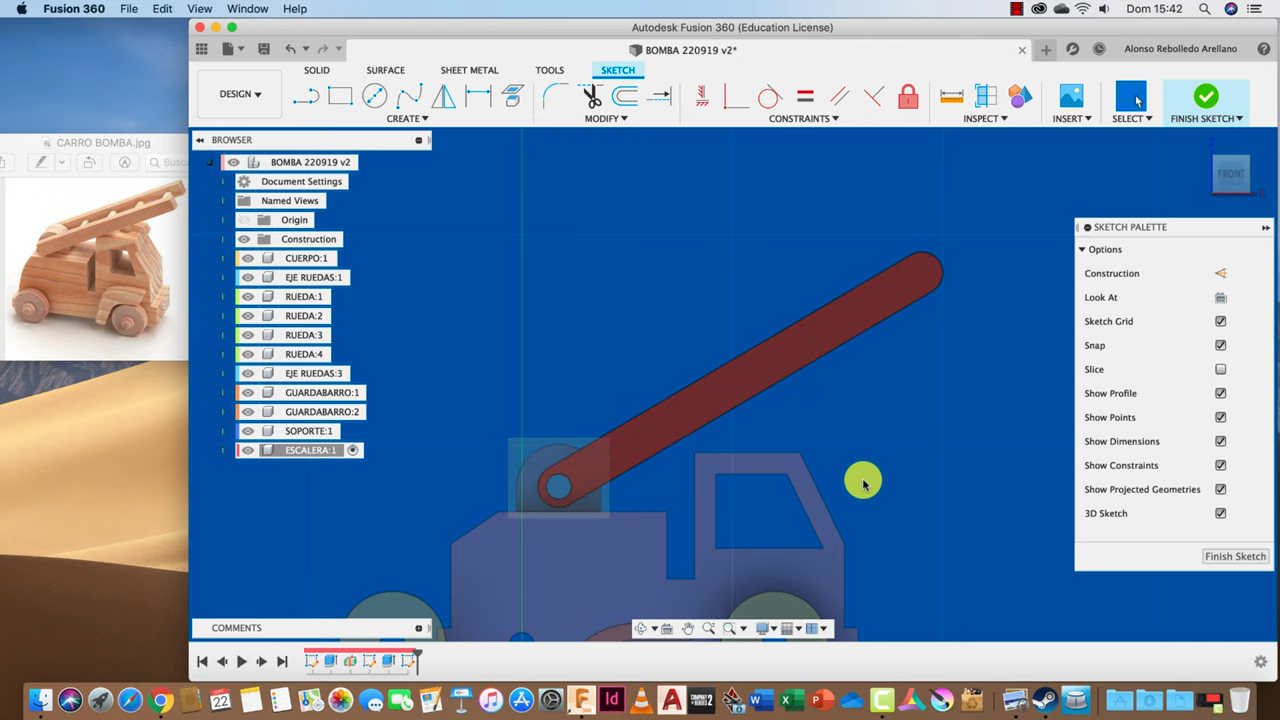 Fusion 360 File Edit View Window Help Dom 15:42
Autodesk Fusion 360 (Education License)
BOMBA 220919 v2* Alonso Rebolledo Arellano
SOLID SURFACE SHEET METAL TOOLS SKETCH
DESIGN
CREATE MODIFY CONSTRAINTS INSPECT INSERT SELECT FINISH SKETCH
CARRO BOMBA.jpg
BROWSER
BOMBA 220919 v2
Document Settings
Named Views
Origin
Construction
CUERPO:1
EJE RUEDAS:1
RUEDA:1
RUEDA:2
RUEDA:3
RUEDA:4
EJE RUEDAS:3
GUARDABARRO:1
GUARDABARRO:2
SOPORTE:1
ESCALERA:1
FRONT
SKETCH PALETTE
Options
Construction
Look At
Sketch Grid
Snap
Slice
Show Profile
Show Points
Show Dimensions
Show Constraints
Show Projected Geometries
3D Sketch
Finish Sketch
COMMENTS